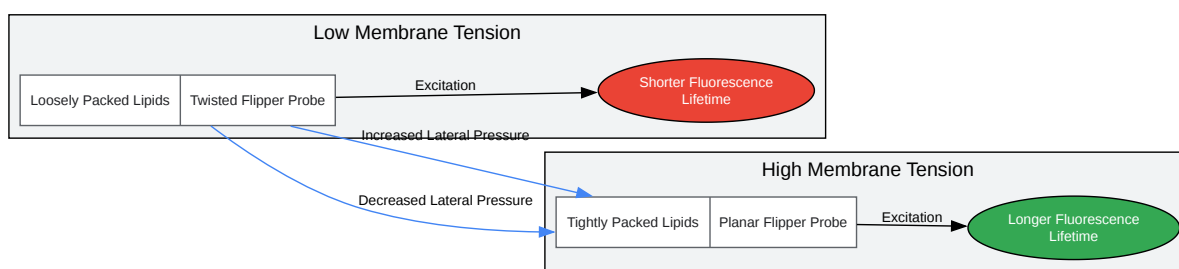 Low Membrane Tension
Loosely Packed Lipids
Twisted Flipper Probe
Excitation
Shorter Fluorescence
Lifetime
Increased Lateral Pressure
Decreased Lateral Pressure
High Membrane Tension
Tightly Packed Lipids
Planar Flipper Probe
Excitation
Longer Fluorescence
Lifetime